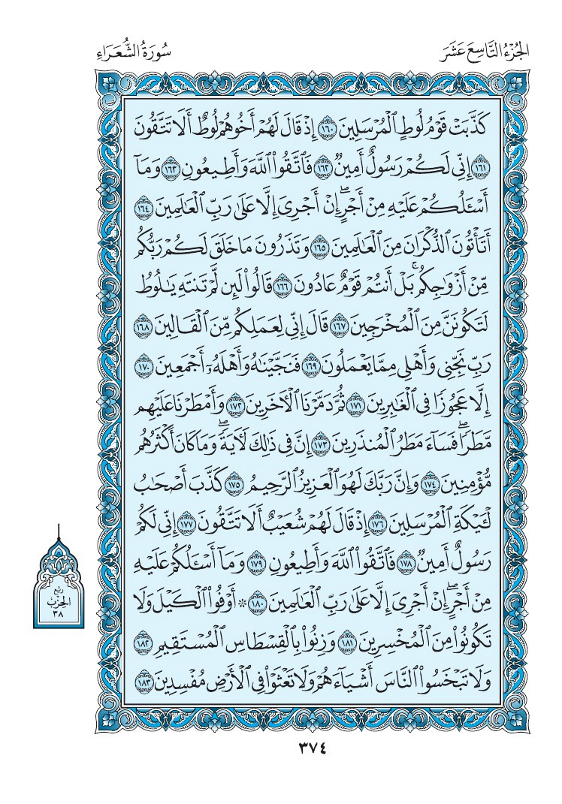 الجُزْءُ التَّاسِعَ عَشَرَ
سُورَةُ الشُّعَرَاءِ
كَذَّبَتْ قَوْمُ لُوطٍ ٱلْمُرْسَلِينَ ١٦٠ إِذْ قَالَ لَهُمْ أَخُوهُمْ لُوطٌ أَلَا تَتَّقُونَ
١٦١ إِنِّى لَكُمْ رَسُولٌ أَمِينٌ ١٦٢ فَٱتَّقُوا۟ ٱللَّهَ وَأَطِيعُونِ ١٦٣ وَمَآ
أَسْـَٔلُكُمْ عَلَيْهِ مِنْ أَجْرٍ ۖ إِنْ أَجْرِىَ إِلَّا عَلَىٰ رَبِّ ٱلْعَـٰلَمِينَ ١٦٤
أَتَأْتُونَ ٱلذُّكْرَانَ مِنَ ٱلْعَـٰلَمِينَ ١٦٥ وَتَذَرُونَ مَا خَلَقَ لَكُمْ رَبُّكُم
مِّنْ أَزْوَٰجِكُم ۚ بَلْ أَنتُمْ قَوْمٌ عَادُونَ ١٦٦ قَالُوا۟ لَئِن لَّمْ تَنتَهِ يَـٰلُوطُ
لَتَكُونَنَّ مِنَ ٱلْمُخْرَجِينَ ١٦٧ قَالَ إِنِّى لِعَمَلِكُم مِّنَ ٱلْقَالِينَ ١٦٨
رَبِّ نَجِّنِى وَأَهْلِى مِمَّا يَعْمَلُونَ ١٦٩ فَنَجَّيْنَـٰهُ وَأَهْلَهُۥٓ أَجْمَعِينَ ١٧٠
إِلَّا عَجُوزًا فِى ٱلْغَـٰبِرِينَ ١٧١ ثُمَّ دَمَّرْنَا ٱلْـَٔاخَرِينَ ١٧٢ وَأَمْطَرْنَا عَلَيْهِم
مَّطَرًا ۖ فَسَآءَ مَطَرُ ٱلْمُنذَرِينَ ١٧٣ إِنَّ فِى ذَٰلِكَ لَـَٔايَةً ۖ وَمَا كَانَ أَكْثَرُهُم
مُّؤْمِنِينَ ١٧٤ وَإِنَّ رَبَّكَ لَهُوَ ٱلْعَزِيزُ ٱلرَّحِيمُ ١٧٥ كَذَّبَ أَصْحَـٰبُ
لْـَٔيْكَةِ ٱلْمُرْسَلِينَ ١٧٦ إِذْ قَالَ لَهُمْ شُعَيْبٌ أَلَا تَتَّقُونَ ١٧٧ إِنِّى لَكُمْ
رَسُولٌ أَمِينٌ ١٧٨ فَٱتَّقُوا۟ ٱللَّهَ وَأَطِيعُونِ ١٧٩ وَمَآ أَسْـَٔلُكُمْ عَلَيْهِ
مِنْ أَجْرٍ ۖ إِنْ أَجْرِىَ إِلَّا عَلَىٰ رَبِّ ٱلْعَـٰلَمِينَ ١٨٠ ۞ أَوْفُوا۟ ٱلْكَيْلَ وَلَا
تَكُونُوا۟ مِنَ ٱلْمُخْسِرِينَ ١٨١ وَزِنُوا۟ بِٱلْقِسْطَاسِ ٱلْمُسْتَقِيمِ ١٨٢
وَلَا تَبْخَسُوا۟ ٱلنَّاسَ أَشْيَآءَهُمْ وَلَا تَعْثَوْا۟ فِى ٱلْأَرْضِ مُفْسِدِينَ ١٨٣
ربع
الحِزْب
٣٨
٣٧٤